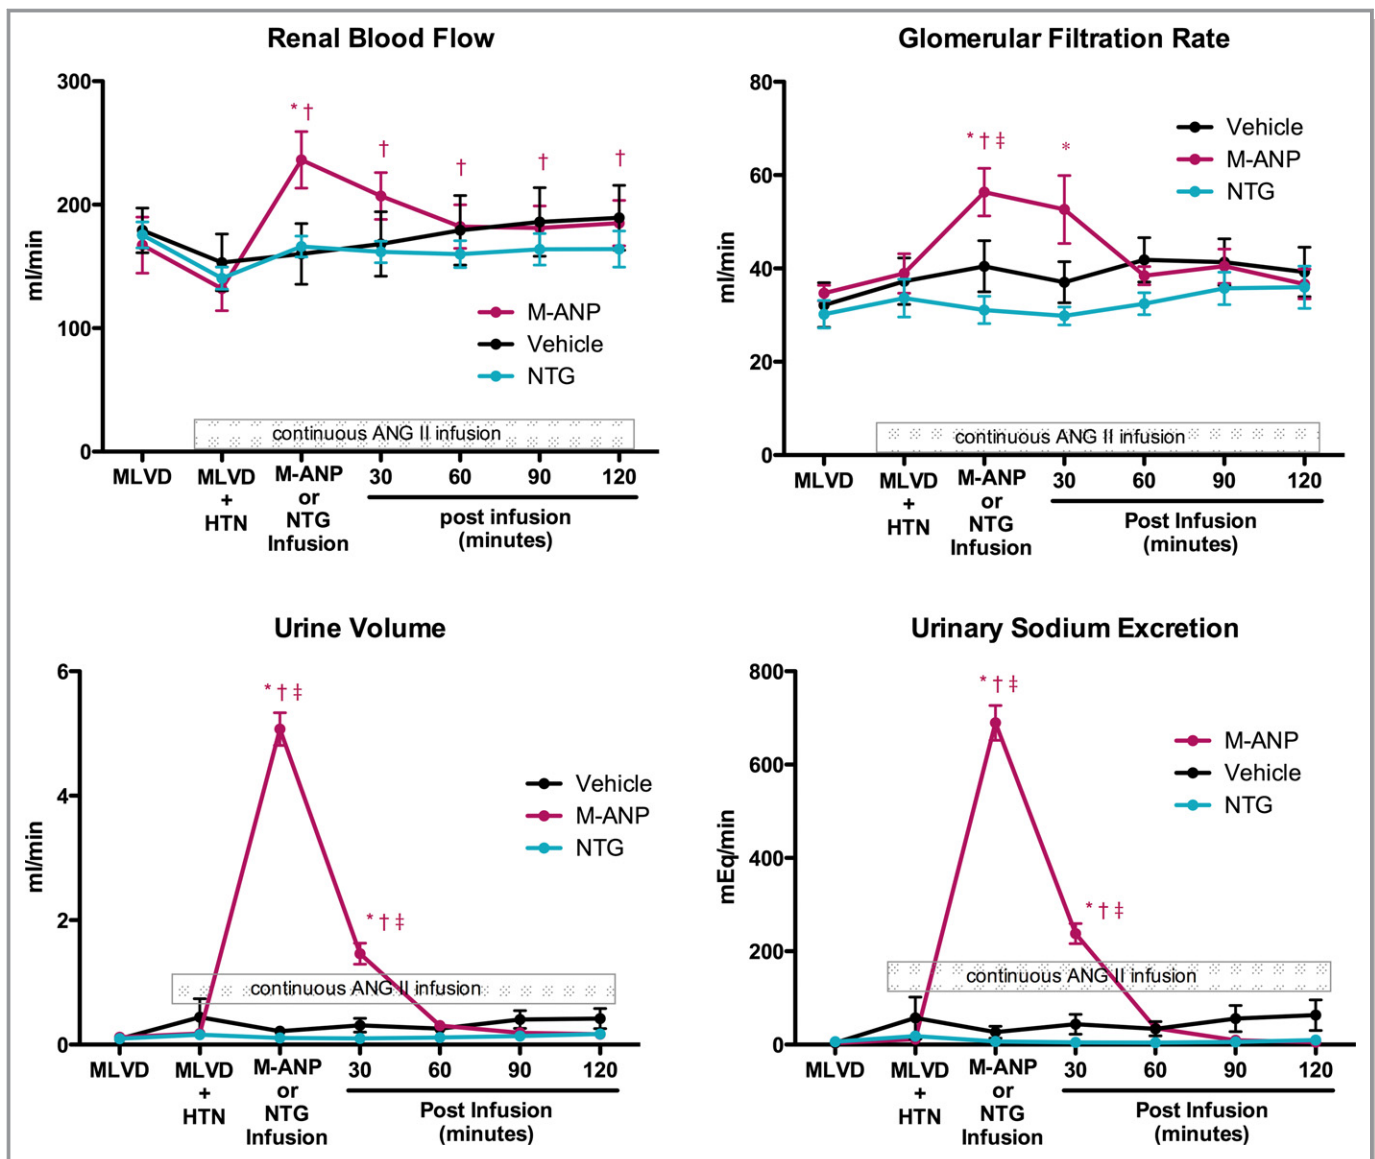 Renal Blood Flow
300
200
100
0
ml/min
* †
†
†
†
†
M-ANP
Vehicle
NTG
continuous ANG II infusion
MLVD
MLVD
+
HTN
M-ANP
or
NTG
Infusion
30
60
90
120
post infusion
(minutes)
Glomerular Filtration Rate
80
60
40
20
0
ml/min
* † ‡
*
Vehicle
M-ANP
NTG
continuous ANG II infusion
MLVD
MLVD
+
HTN
M-ANP
or
NTG
Infusion
30
60
90
120
Post Infusion
(minutes)
Urine Volume
6
4
2
0
ml/min
* † ‡
* † ‡
Vehicle
M-ANP
NTG
continuous ANG II infusion
MLVD
MLVD
+
HTN
M-ANP
or
NTG
Infusion
30
60
90
120
Post Infusion
(minutes)
Urinary Sodium Excretion
800
600
400
200
0
mEq/min
* † ‡
* † ‡
M-ANP
Vehicle
NTG
continuous ANG II infusion
MLVD
MLVD
+
HTN
M-ANP
or
NTG
Infusion
30
60
90
120
Post Infusion
(minutes)